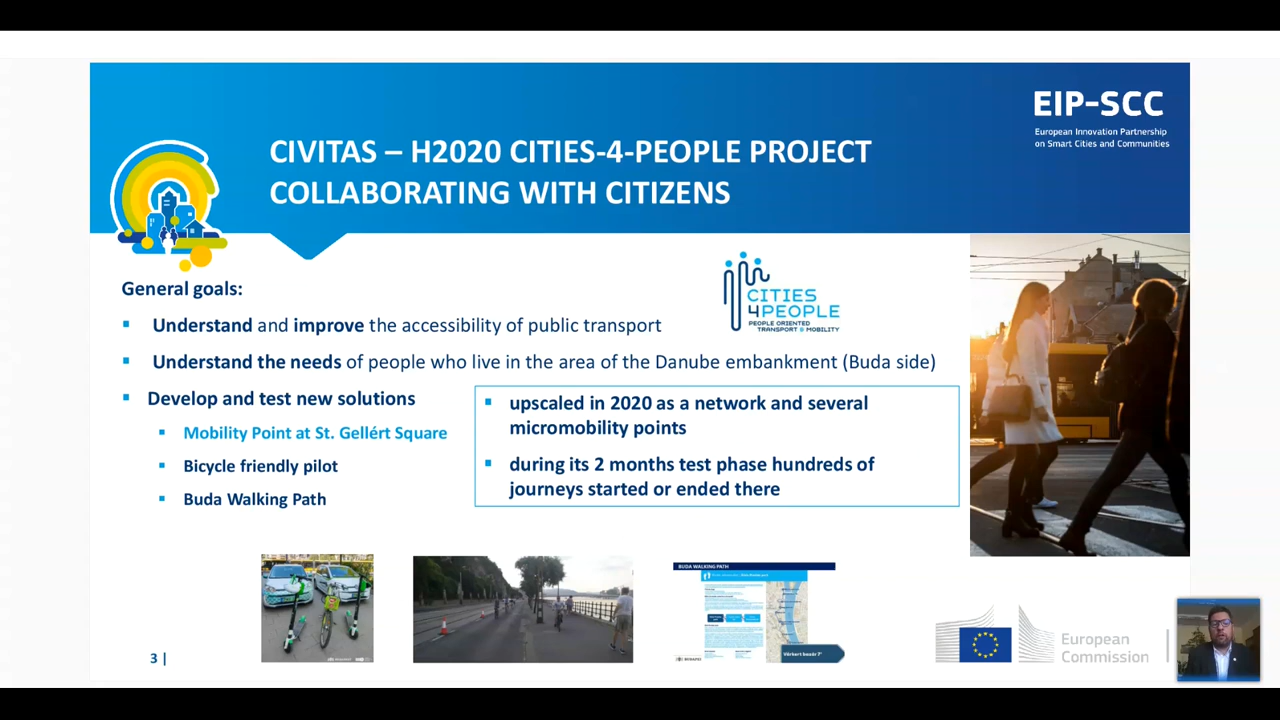 EIP-SCC
European Innovation Partnership
on Smart Cities and Communities
CIVITAS – H2020 CITIES-4-PEOPLE PROJECT
COLLABORATING WITH CITIZENS
General goals:
CITIES
4PEOPLE
PEOPLE ORIENTED
TRANSPORT & MOBILITY
▪ Understand and improve the accessibility of public transport
▪ Understand the needs of people who live in the area of the Danube embankment (Buda side)
▪ Develop and test new solutions
▪ Mobility Point at St. Gellért Square
▪ Bicycle friendly pilot
▪ Buda Walking Path
▪ upscaled in 2020 as a network and several
micromobility points
▪ during its 2 months test phase hundreds of
journeys started or ended there
BUDA WALKING PATH
3 |
European
Commission